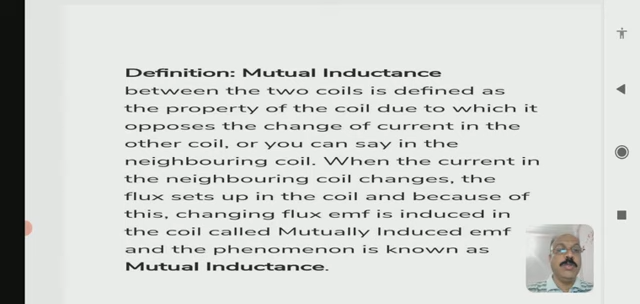 Definition: Mutual Inductance
between the two coils is defined as
the property of the coil due to which it
opposes the change of current in the
other coil, or you can say in the
neighbouring coil. When the current in
the neighbouring coil changes, the
flux sets up in the coil and because of
this, changing flux emf is induced in
the coil called Mutually Induced emf
and the phenomenon is known as
Mutual Inductance.